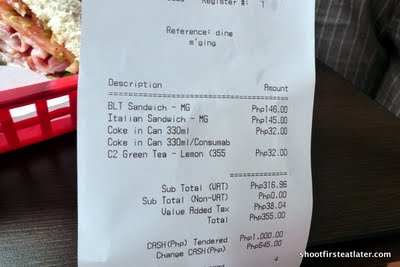 Register #: 1
Reference: dine
m'ging
Description Amount
BLT Sandwich - MG Php146.00
Italian Sandwich - MG Php145.00
Coke in Can 330ml Php32.00
Coke in Can 330ml/Consumab
C2 Green Tea - Lemon (355 Php32.00
Sub Total (VAT) Php316.96
Sub Total (Non-VAT) Php0.00
Value Added Tax Php38.04
Total Php355.00
CASH(Php) Tendered Php1,000.00
Change CASH(Php) Php645.00
4
shootfirsteatlater.com